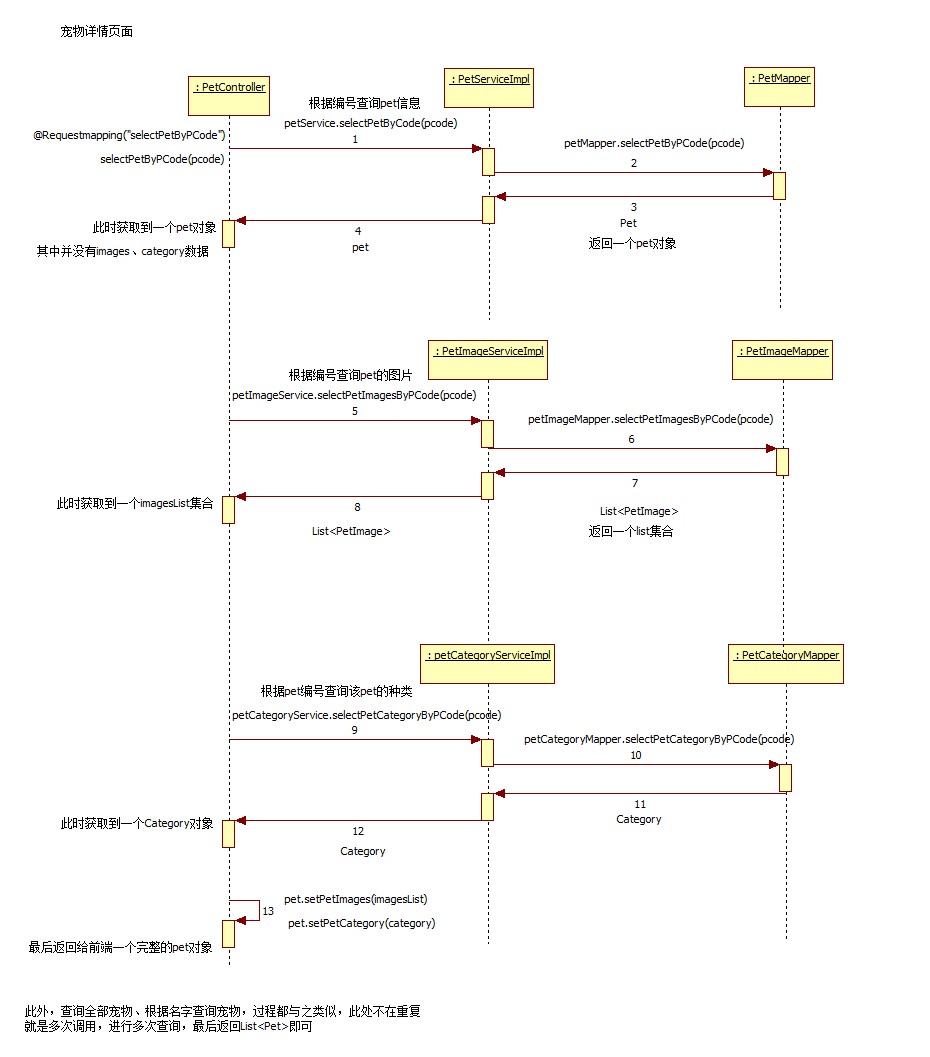 宠物详情页面
: PetController
: PetServiceImpl
: PetMapper
根据编号查询pet信息
petService.selectPetByCode(pcode)
@Requestmapping("selectPetByPCode")
1
petMapper.selectPetByPCode(pcode)
selectPetByPCode(pcode)
2
3
Pet
此时获取到一个pet对象
4
pet
返回一个pet对象
其中并没有images、category数据
: PetImageServiceImpl
: PetImageMapper
根据编号查询pet的图片
petImageService.selectPetImagesByPCode(pcode)
5
petImageMapper.selectPetImagesByPCode(pcode)
6
7
此时获取到一个imagesList集合
8
List<PetImage>
List<PetImage>
返回一个list集合
: petCategoryServiceImpl
: PetCategoryMapper
根据pet编号查询该pet的种类
petCategoryService.selectPetCategoryByPCode(pcode)
9
petCategoryMapper.selectPetCategoryByPCode(pcode)
10
11
Category
此时获取到一个Category对象
12
Category
pet.setPetImages(imagesList)
13
pet.setPetCategory(category)
最后返回给前端一个完整的pet对象
此外，查询全部宠物、根据名字查询宠物，过程都与之类似，此处不在重复
就是多次调用，进行多次查询，最后返回List<Pet>即可